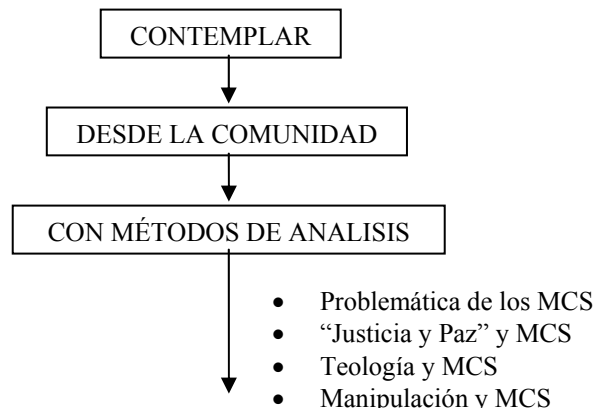 CONTEMPLAR
DESDE LA COMUNIDAD
CON MÉTODOS DE ANALISIS
• Problemática de los MCS
• “Justicia y Paz” y MCS
• Teología y MCS
• Manipulación y MCS